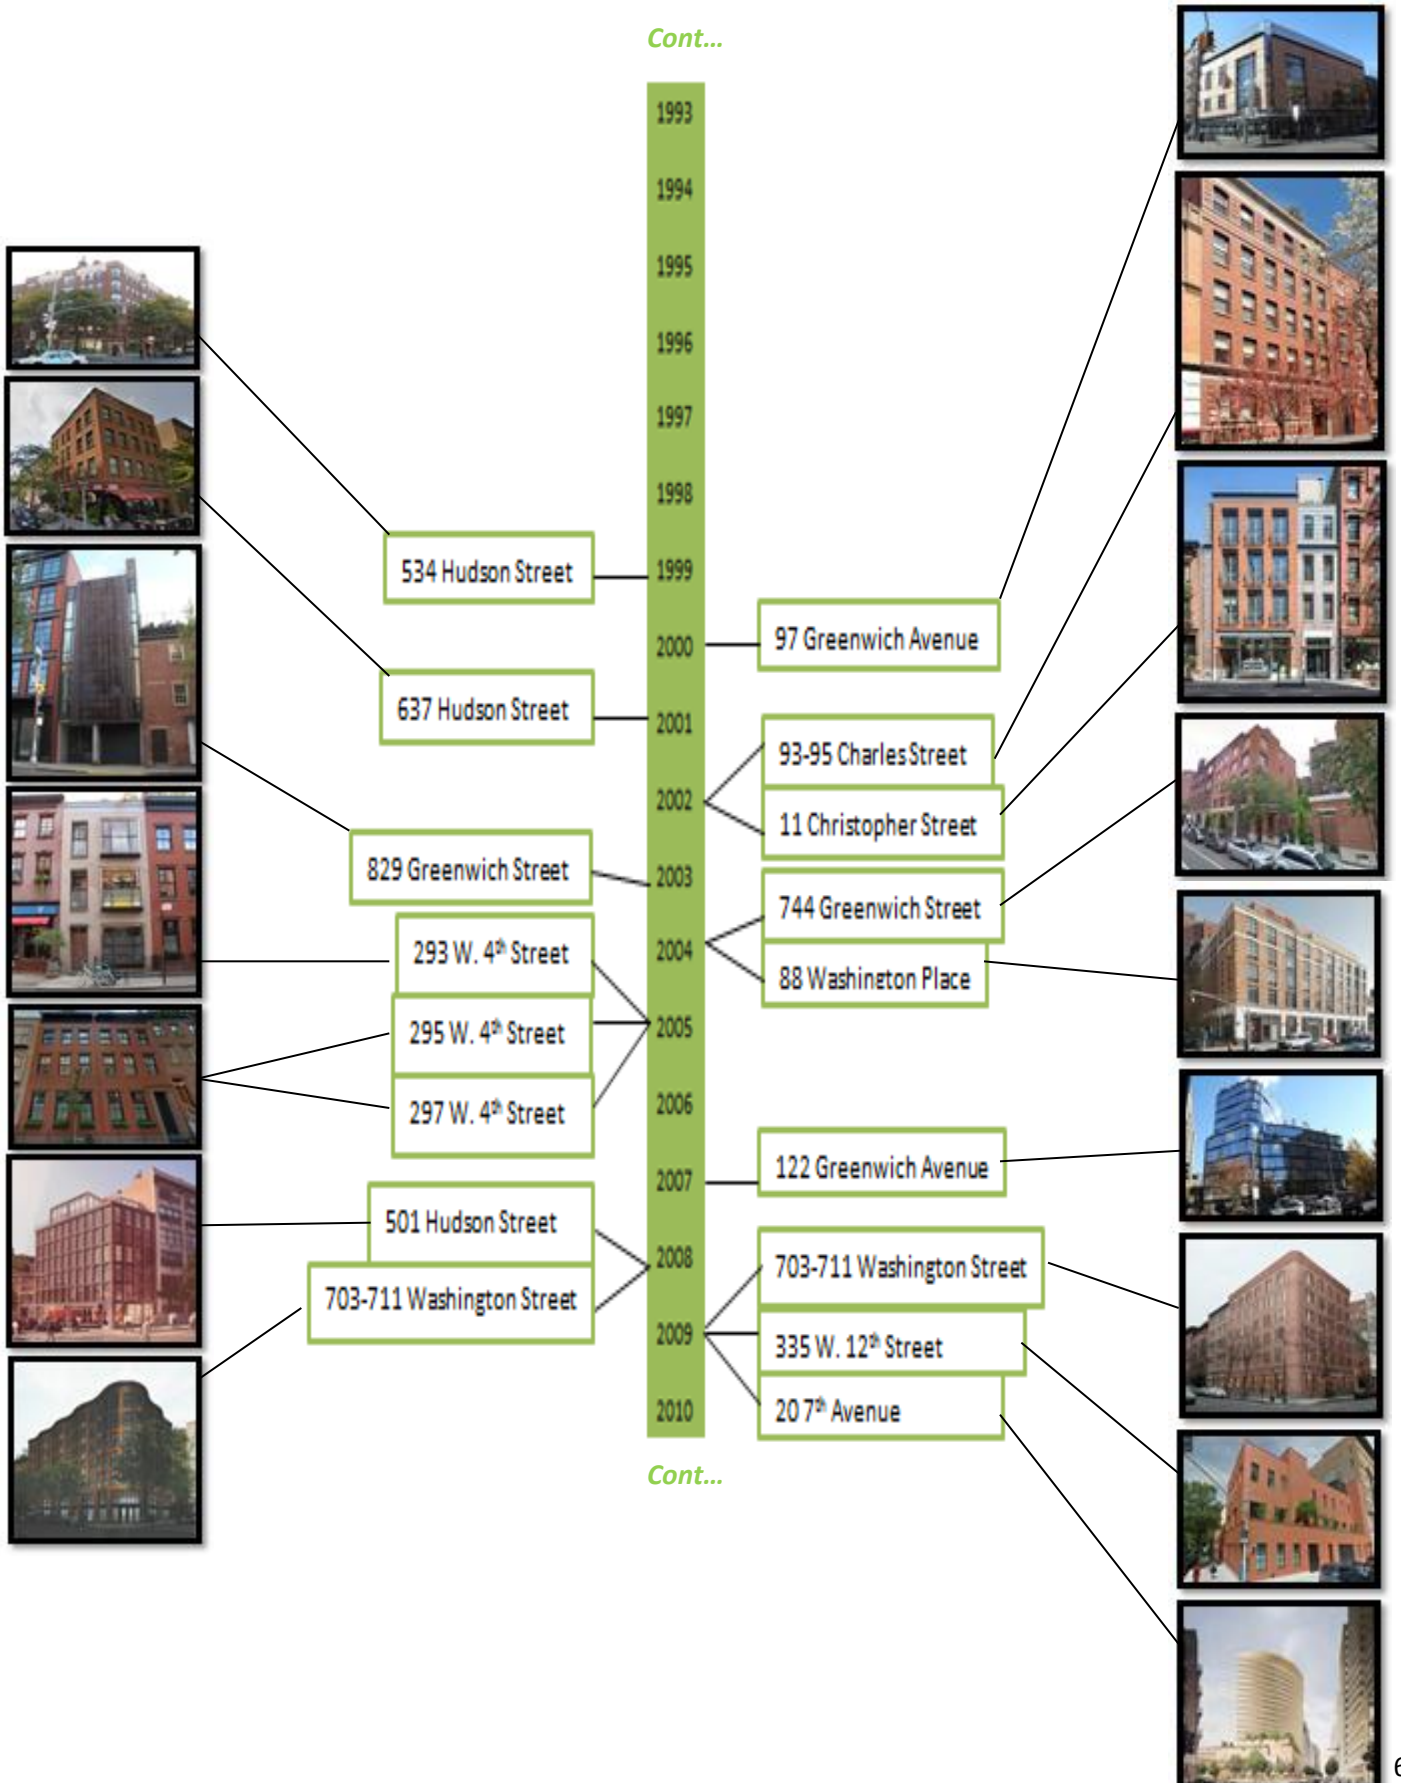 Cont...
1993
1994
1995
1996
1997
1998
534 Hudson Street
1999
97 Greenwich Avenue
2000
637 Hudson Street
2001
93-95 Charles Street
2002
11 Christopher Street
829 Greenwich Street
2003
744 Greenwich Street
293 W. 4th Street
2004
88 Washington Place
295 W. 4th Street
2005
297 W. 4th Street
2006
122 Greenwich Avenue
2007
501 Hudson Street
2008
703-711 Washington Street
703-711 Washington Street
2009
335 W. 12th Street
20 7th Avenue
2010
Cont...